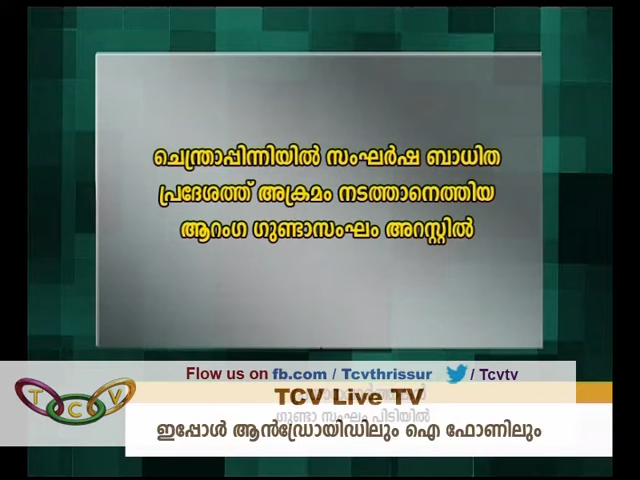 ചെന്ത്രാപ്പിന്നിയിൽ സംഘർഷ ബാധിത
പ്രദേശത്ത് അക്രമം നടത്താനെത്തിയ
ആറംഗ ഗുണ്ടാസംഘം അറസ്റ്റിൽ
Flow us on fb.com / Tcvthrissur / Tcvtv
TCV
TCV Live TV
ഗുണ്ടാ സംഘം പിടിയിൽ
ഇപ്പോൾ ആൻഡ്രോയിഡിലും ഐ ഫോണിലും